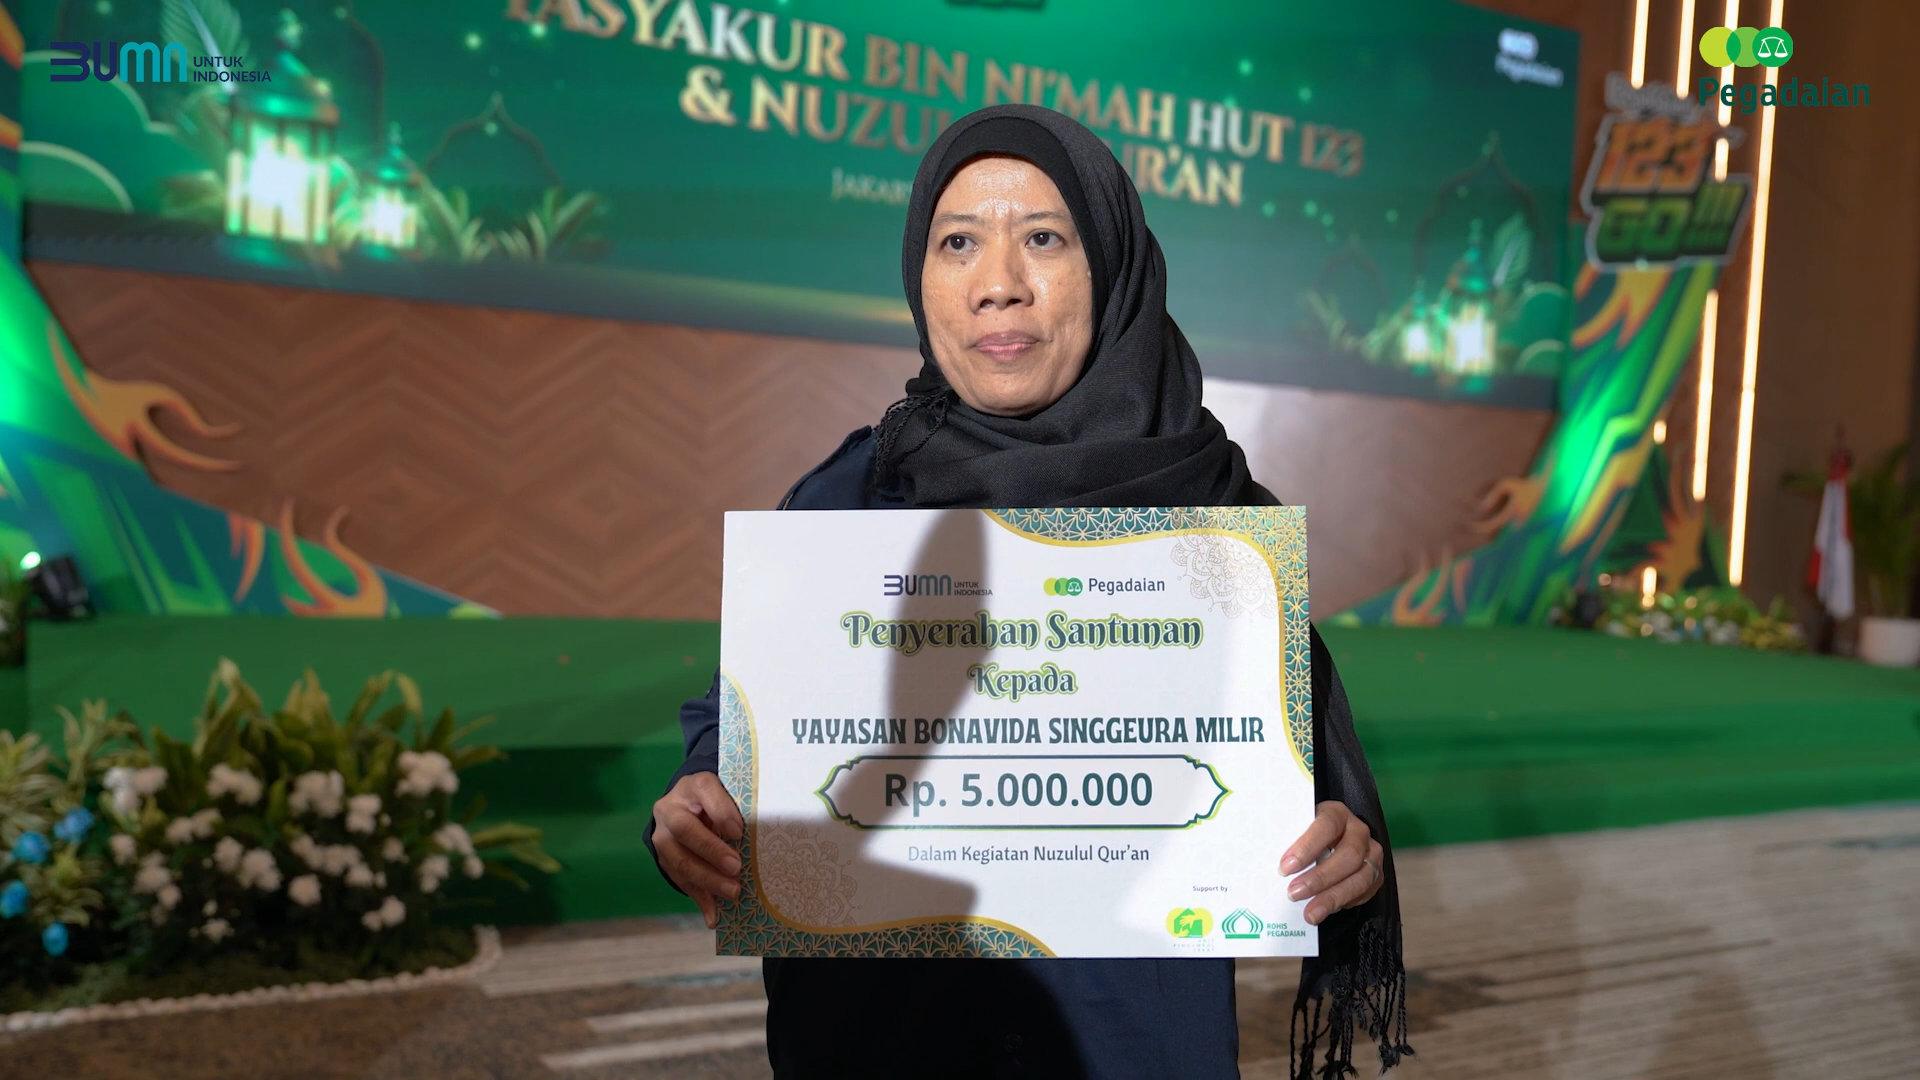 BUMN UNTUK INDONESIA
Pegadaian
TASYAKUR BIN NI'MAH HUT 123
& NUZUL QUR'AN
Pegadaian
123
GO
BUMN UNTUK INDONESIA
Pegadaian
Penyerahan Santunan
Kepada
YAYASAN BONAVIDA SINGGEURA MILIR
Rp. 5.000.000
Dalam Kegiatan Nuzulul Qur'an
Support by :
ROHIS
PEGADAIAN